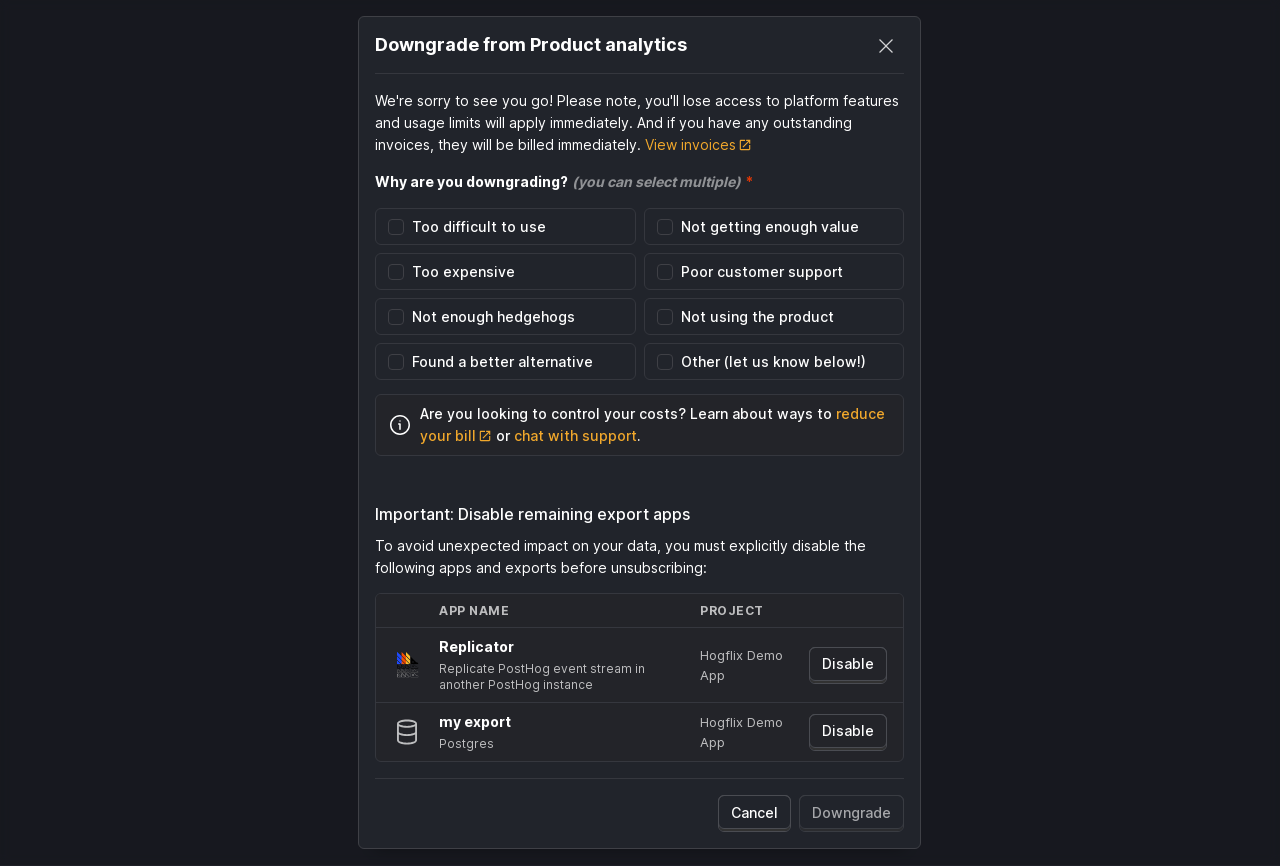 Downgrade from Product analytics
We're sorry to see you go! Please note, you'll lose access to platform features
and usage limits will apply immediately. And if you have any outstanding
invoices, they will be billed immediately. View invoices
Why are you downgrading? (you can select multiple) *
Too difficult to use
Not getting enough value
Too expensive
Poor customer support
Not enough hedgehogs
Not using the product
Found a better alternative
Other (let us know below!)
Are you looking to control your costs? Learn about ways to reduce
your bill or chat with support.
Important: Disable remaining export apps
To avoid unexpected impact on your data, you must explicitly disable the
following apps and exports before unsubscribing:
APP NAME PROJECT
Replicator
Replicate PostHog event stream in
another PostHog instance
Hogflix Demo
App
Disable
my export
Postgres
Hogflix Demo
App
Disable
Cancel
Downgrade